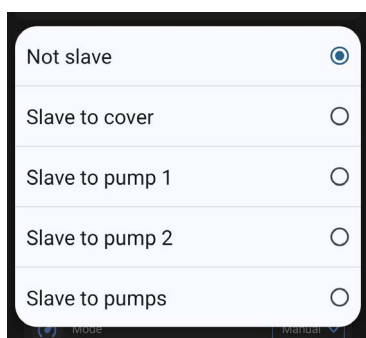 Not slave
Slave to cover
Slave to pump 1
Slave to pump 2
Slave to pumps
Mode Manual